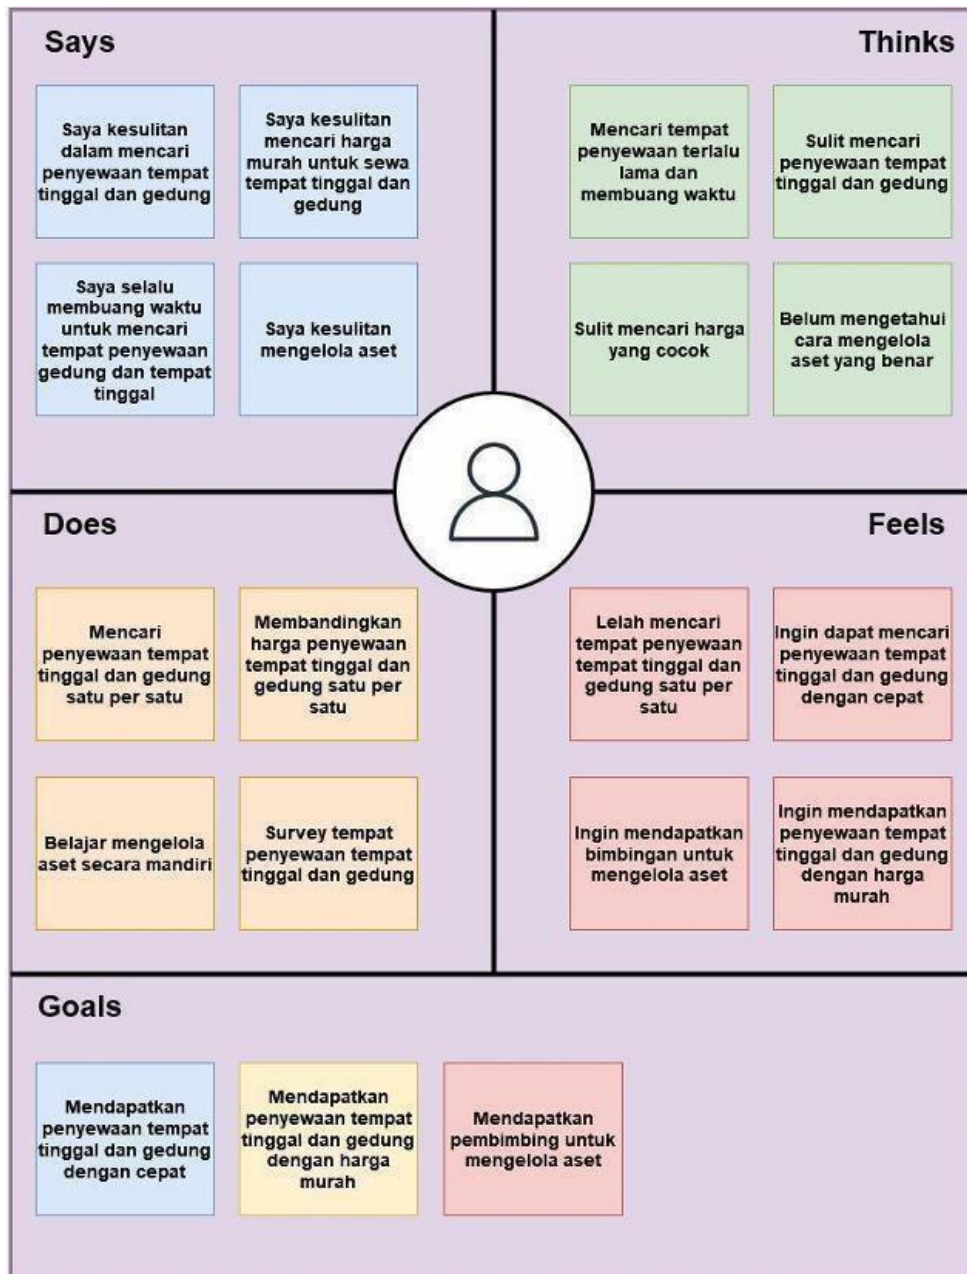 Says
Saya kesulitan
dalam mencari
penyewaan tempat
tinggal dan gedung
Saya kesulitan
mencari harga
murah untuk sewa
tempat tinggal dan
gedung
Saya selalu
membuang waktu
untuk mencari
tempat penyewaan
gedung dan tempat
tinggal
Saya kesulitan
mengelola aset
Thinks
Mencari tempat
penyewaan terlalu
lama dan
membuang waktu
Sulit mencari
penyewaan tempat
tinggal dan gedung
Sulit mencari harga
yang cocok
Belum mengetahui
cara mengelola
aset yang benar
Does
Mencari
penyewaan tempat
tinggal dan gedung
satu per satu
Membandingkan
harga penyewaan
tempat tinggal dan
gedung satu per
satu
Belajar mengelola
aset secara mandiri
Survey tempat
penyewaan tempat
tinggal dan gedung
Feels
Lelah mencari
tempat penyewaan
tempat tinggal dan
gedung satu per
satu
Ingin dapat mencari
penyewaan tempat
tinggal dan gedung
dengan cepat
Ingin mendapatkan
bimbingan untuk
mengelola aset
Ingin mendapatkan
penyewaan tempat
tinggal dan gedung
dengan harga
murah
Goals
Mendapatkan
penyewaan tempat
tinggal dan gedung
dengan cepat
Mendapatkan
penyewaan tempat
tinggal dan gedung
dengan harga
murah
Mendapatkan
pembimbing untuk
mengelola aset